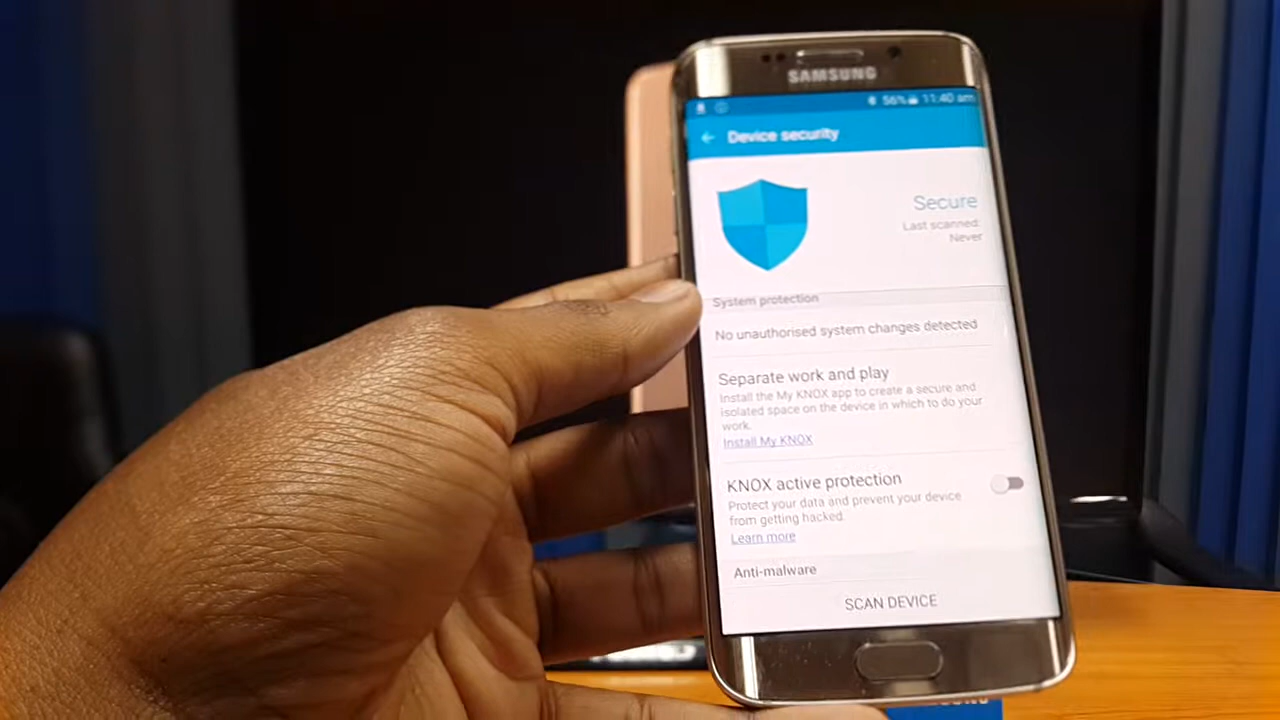 SAMSUNG
56% 11:40 am
Device security
Secure
Last scanned:
Never
System protection
No unauthorised system changes detected
Separate work and play
Install the My KNOX app to create a secure and
isolated space on the device in which to do your
work.
Install My KNOX
KNOX active protection
Protect your data and prevent your device
from getting hacked.
Learn more
Anti-malware
SCAN DEVICE